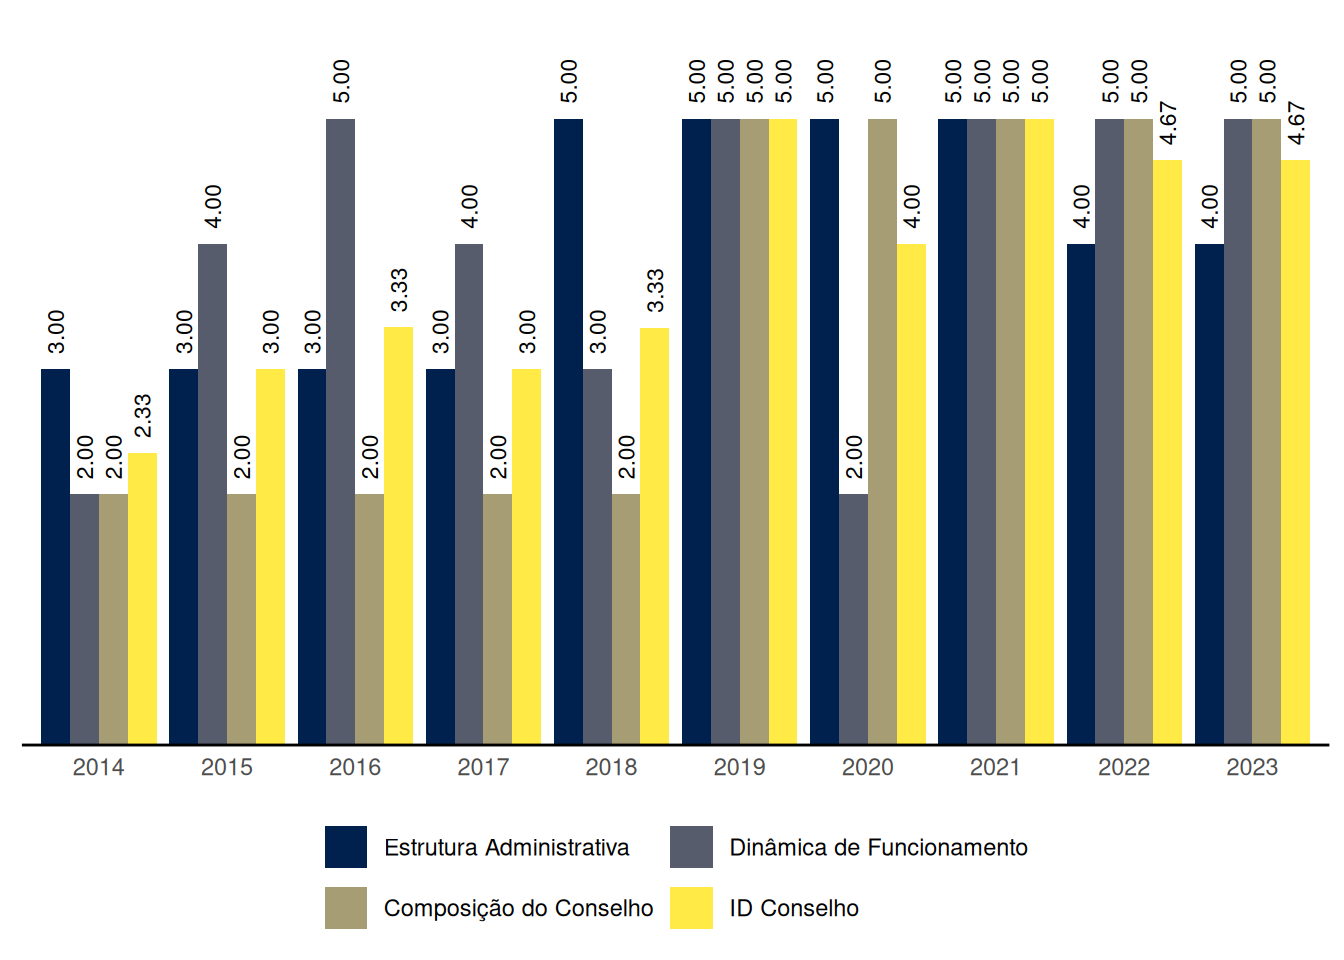 3.00 2.00 2.00 2.33 3.00 4.00 2.00 3.00 3.00 5.00 2.00 3.33 3.00 4.00 2.00 3.00 5.00 3.00 2.00 3.33 5.00 5.00 5.00 5.00 5.00 2.00 5.00 4.00 5.00 5.00 5.00 5.00 4.00 5.00 5.00 4.67 4.00 5.00 5.00 4.67
2014 2015 2016 2017 2018 2019 2020 2021 2022 2023
Estrutura Administrativa Dinâmica de Funcionamento
Composição do Conselho ID Conselho